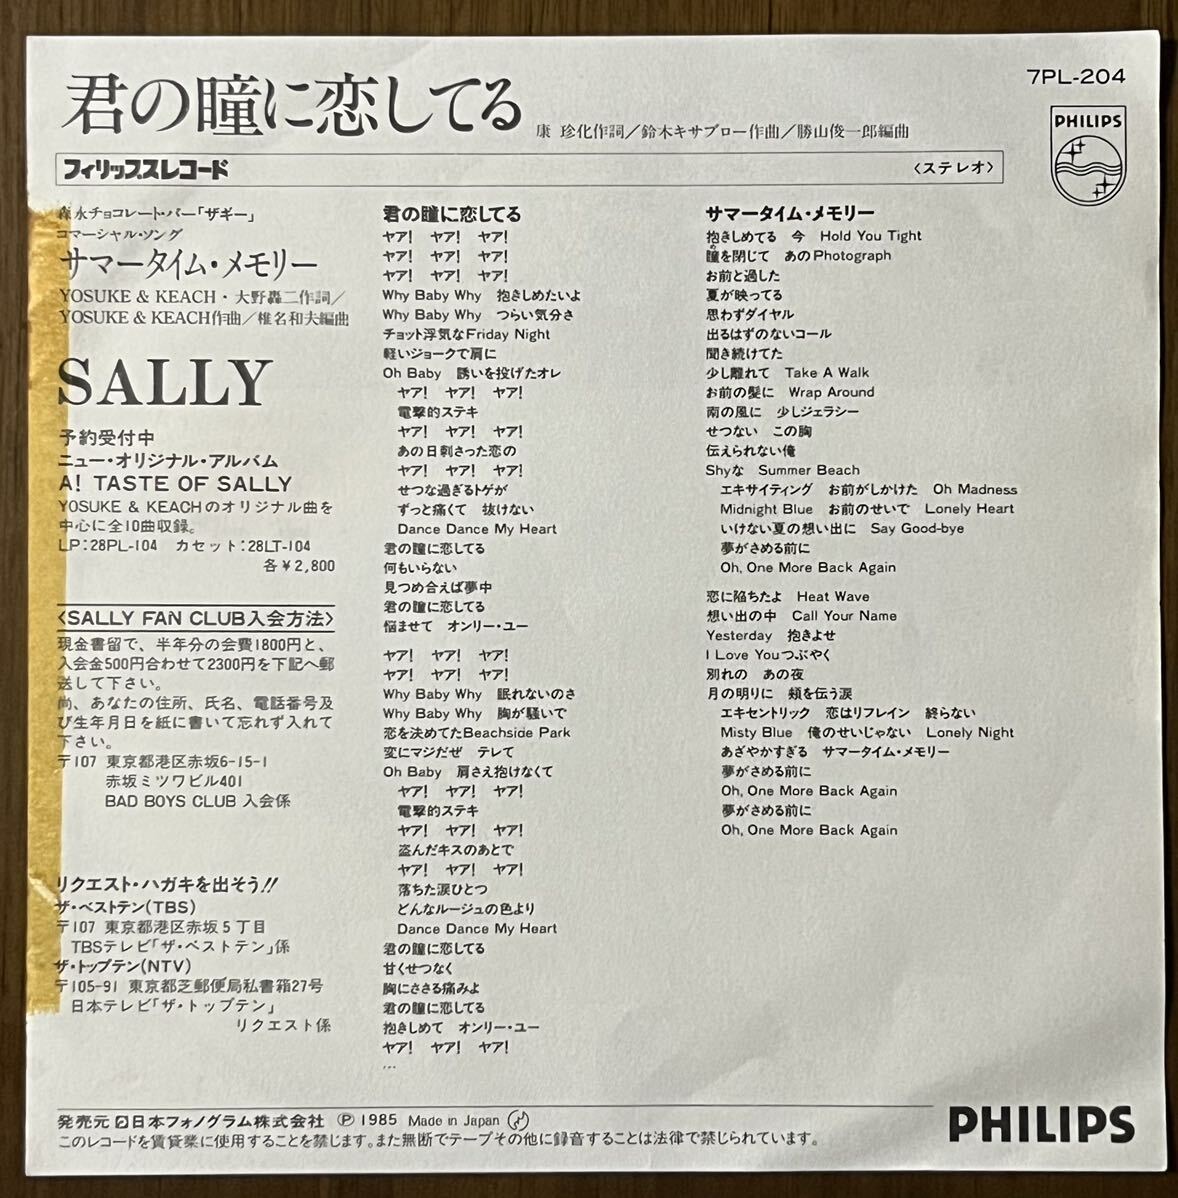 君の瞳に恋してる
康 珍化作詞／鈴木キサブロー作曲／勝山俊一郎編曲
7PL-204
PHILIPS
フィリップスレコード
〈ステレオ〉
森永チョコレート・バー「ザギー」
コマーシャル・ソング
サマータイム・メモリー
YOSUKE & KEACH・大野轟二作詞／
YOSUKE & KEACH作曲／椎名和夫編曲
SALLY
予約受付中
ニュー・オリジナル・アルバム
A! TASTE OF SALLY
YOSUKE & KEACHのオリジナル曲を
中心に全10曲収録。
LP:28PL-104 カセット:28LT-104
各￥2,800
〈SALLY FAN CLUB入会方法〉
現金書留で、半年分の会費1800円と、
入会金500円合わせて2300円を下記へ郵
送して下さい。
尚、あなたの住所、氏名、電話番号及
び生年月日を紙に書いて忘れず入れて
下さい。
〒107 東京都港区赤坂6-15-1
赤坂ミツワビル401
BAD BOYS CLUB 入会係
リクエスト・ハガキを出そう!!
ザ・ベストテン(TBS)
〒107 東京都港区赤坂5丁目
TBSテレビ「ザ・ベストテン」係
ザ・トップテン(NTV)
〒105-91 東京都芝郵便局私書箱27号
日本テレビ「ザ・トップテン」
リクエスト係
君の瞳に恋してる
ヤア! ヤア! ヤア!
ヤア! ヤア! ヤア!
ヤア! ヤア! ヤア!
Why Baby Why 抱きしめたいよ
Why Baby Why つらい気分さ
チョット浮気なFriday Night
軽いジョークで肩に
Oh Baby 誘いを投げたオレ
ヤア! ヤア! ヤア!
電撃的ステキ
ヤア! ヤア! ヤア!
あの日刺さった恋の
ヤア! ヤア! ヤア!
せつな過ぎるトゲが
ずっと痛くて 抜けない
Dance Dance My Heart
君の瞳に恋してる
何もいらない
見つめ合えば夢中
君の瞳に恋してる
悩ませて オンリー・ユー
ヤア! ヤア! ヤア!
ヤア! ヤア! ヤア!
Why Baby Why 眠れないのさ
Why Baby Why 胸が騒いで
恋を決めてたBeachside Park
変にマジだぜ テレて
Oh Baby 肩さえ抱けなくて
ヤア! ヤア! ヤア!
電撃的ステキ
ヤア! ヤア! ヤア!
盗んだキスのあとで
ヤア! ヤア! ヤア!
落ちた涙ひとつ
どんなルージュの色より
Dance Dance My Heart
君の瞳に恋してる
甘くせつなく
胸にささる痛みよ
君の瞳に恋してる
抱きしめて オンリー・ユー
ヤア! ヤア! ヤア!
…
サマータイム・メモリー
抱きしめてる 今 Hold You Tight
瞳を閉じて あのPhotograph
め
お前と過した
夏が映ってる
思わずダイヤル
出るはずのないコール
聞き続けてた
少し離れて Take A Walk
お前の髪に Wrap Around
南の風に 少しジェラシー
せつない この胸
伝えられない俺
Shyな Summer Beach
エキサイティング お前がしかけた Oh Madness
Midnight Blue お前のせいで Lonely Heart
いけない夏の想い出に Say Good-bye
夢がさめる前に
Oh, One More Back Again
恋に陥ちたよ Heat Wave
想い出の中 Call Your Name
Yesterday 抱きよせ
I Love Youつぶやく
別れの あの夜
月の明りに 頬を伝う涙
エキセントリック 恋はリフレイン 終らない
Misty Blue 俺のせいじゃない Lonely Night
あざやかすぎる サマータイム・メモリー
夢がさめる前に
Oh, One More Back Again
夢がさめる前に
Oh, One More Back Again
発売元 日本フォノグラム株式会社 Ⓟ 1985 Made in Japan
このレコードを賃貸業に使用することを禁じます。また無断でテープその他に録音することは法律で禁じられています。
PHILIPS